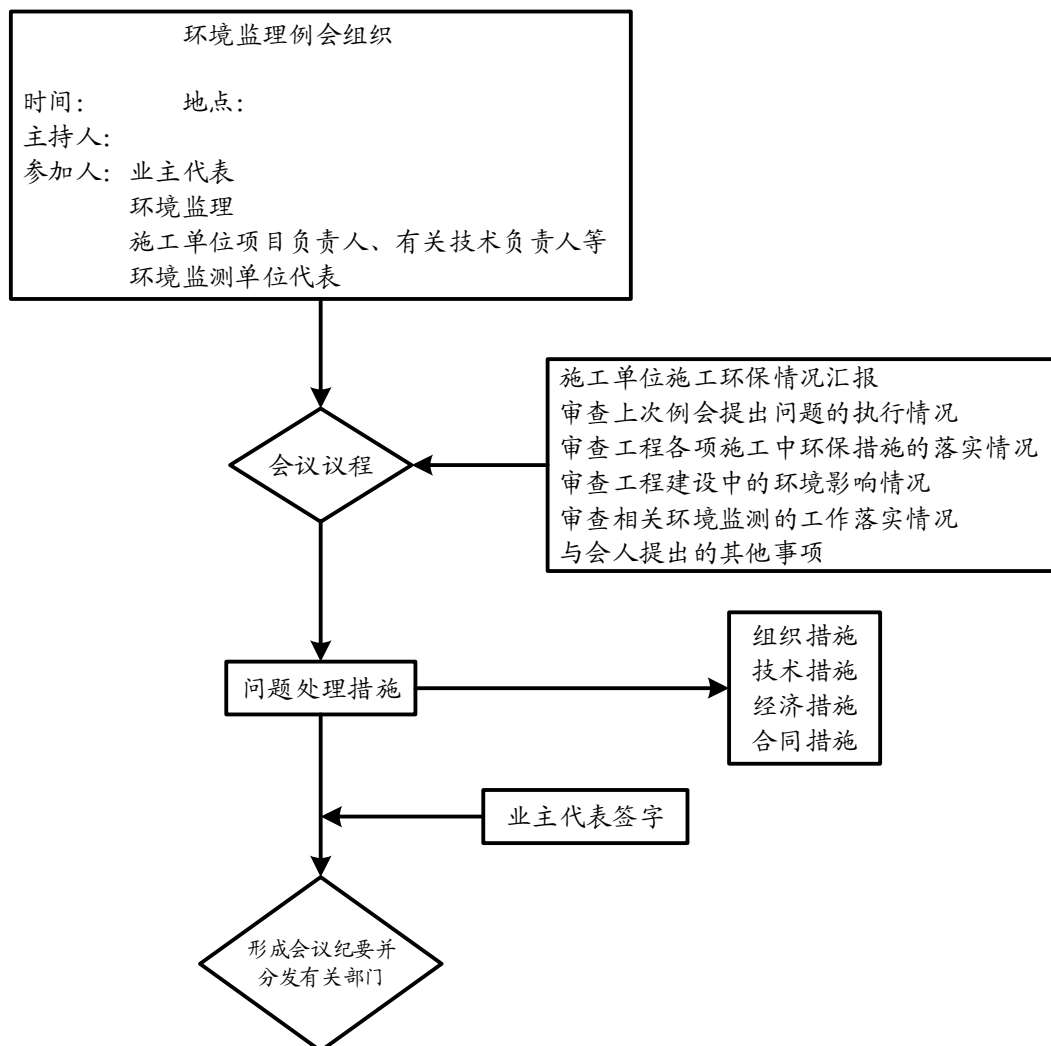 环境监理例会组织
时间： 地点：
主持人：
参加人：业主代表
环境监理
施工单位项目负责人、有关技术负责人等
环境监测单位代表
施工单位施工环保情况汇报
审查上次例会提出问题的执行情况
审查工程各项施工中环保措施的落实情况
审查工程建设中的环境影响情况
审查相关环境监测的工作落实情况
与会人提出的其他事项
会议议程
问题处理措施
组织措施
技术措施
经济措施
合同措施
业主代表签字
形成会议纪要并
分发有关部门